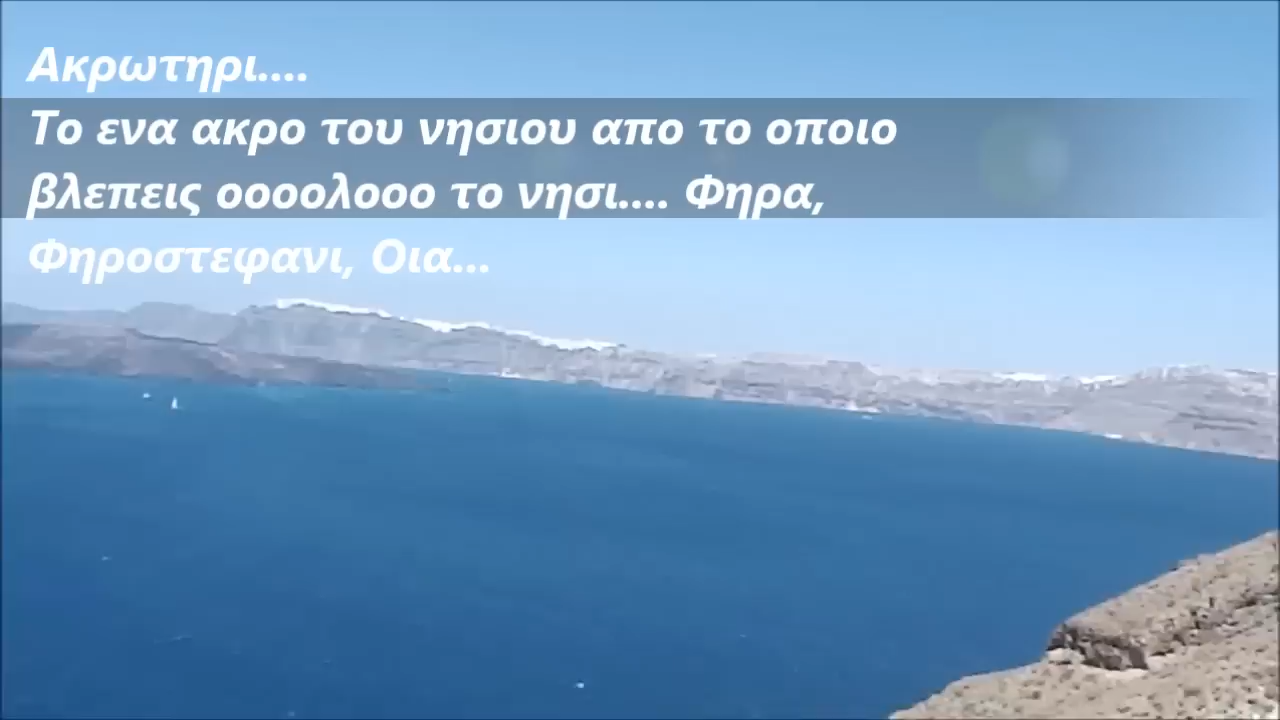 Ακρωτηρι....
Το ενα ακρο του νησιου απο το οποιο
βλεπεις οοοολοοο το νησι.... Φηρα,
Φηροστεφανι, Οια...